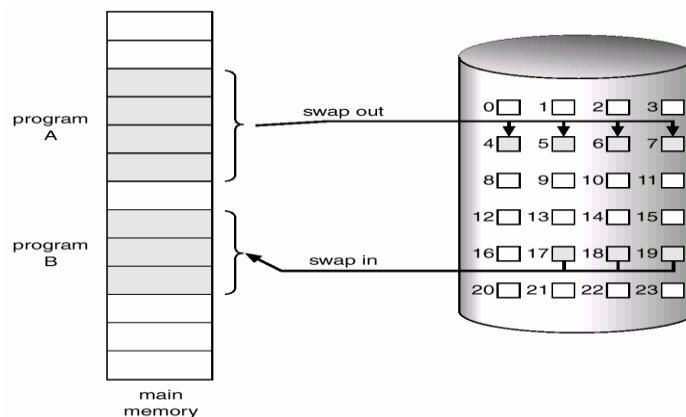 program
A
program
B
main
memory
swap out
swap in
0 1 2 3
4 5 6 7
8 9 10 11
12 13 14 15
16 17 18 19
20 21 22 23